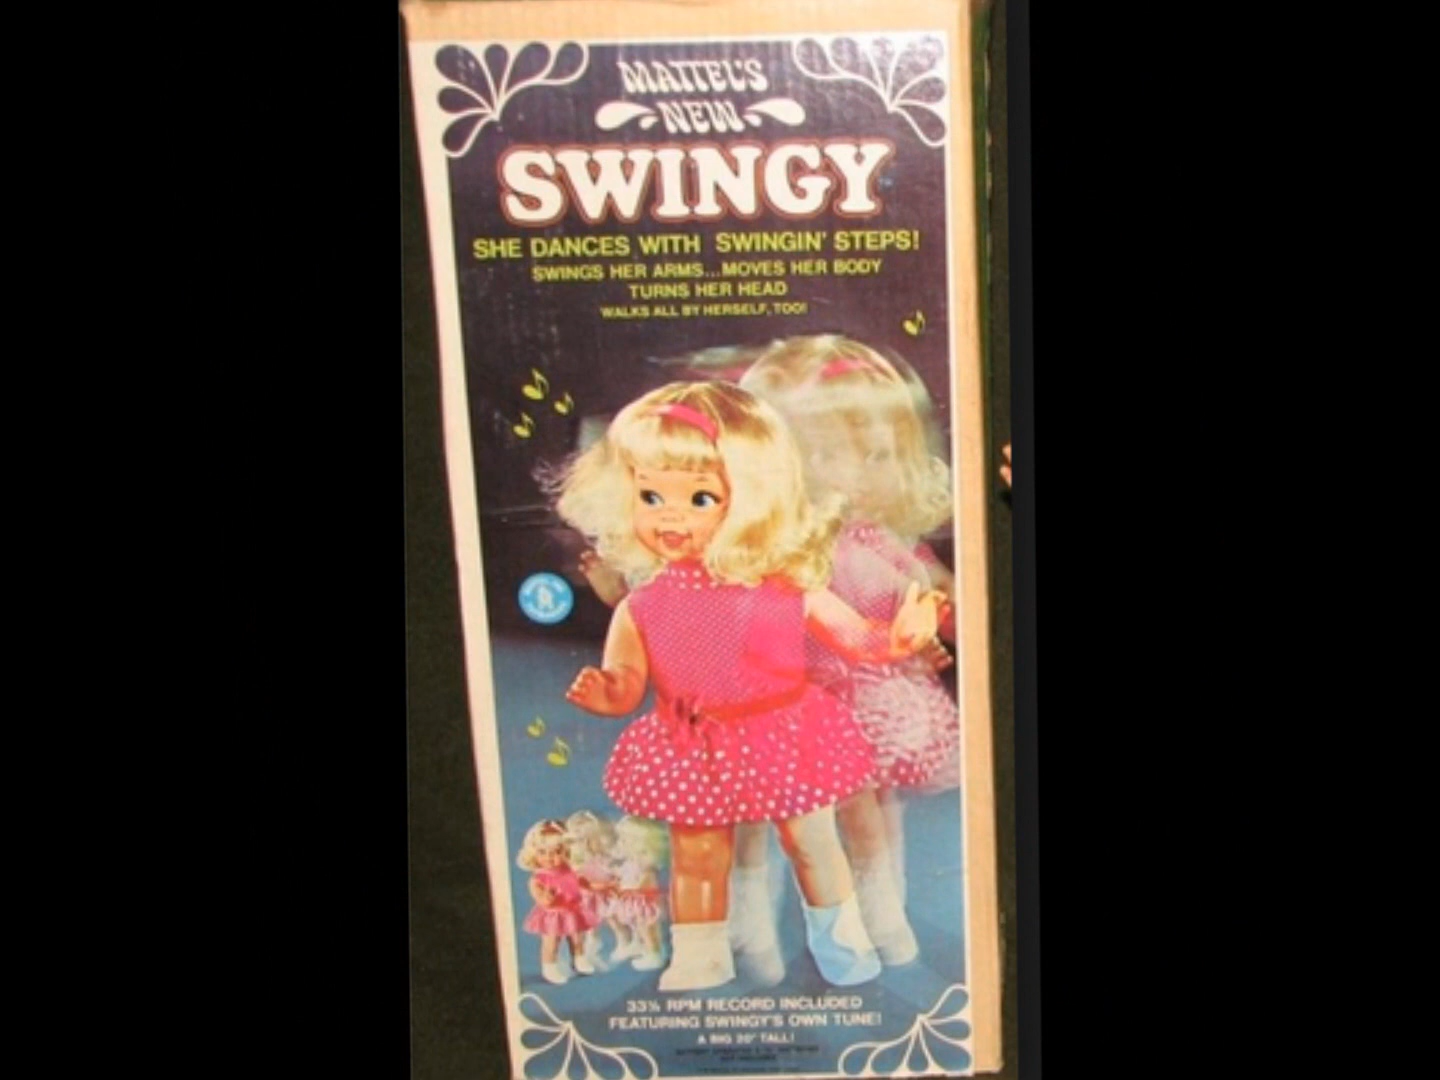 MATTEL'S
NEW
SWINGY
SHE DANCES WITH SWINGIN' STEPS!
SWINGS HER ARMS...MOVES HER BODY
TURNS HER HEAD
WALKS ALL BY HERSELF, TOO!
33⅓ RPM RECORD INCLUDED
FEATURING SWINGY'S OWN TUNE!
A BIG 20" TALL!